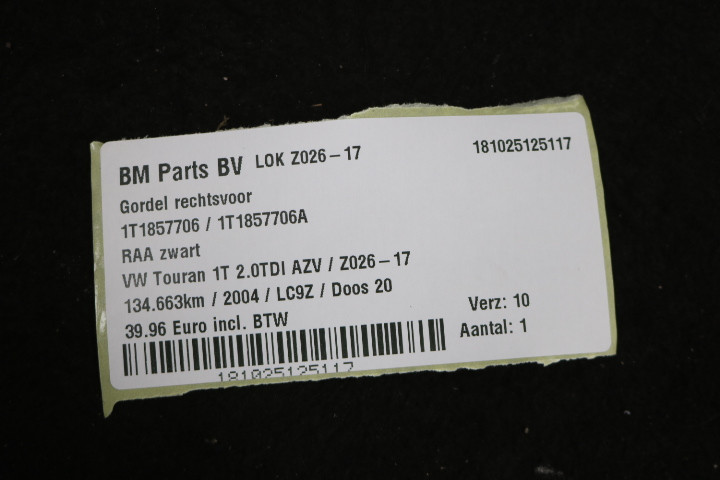 BM Parts BV LOK Z026-17 181025125117
Gordel rechtsvoor
1T1857706 / 1T1857706A
RAA zwart
VW Touran 1T 2.0TDI AZV / Z026-17
134.663km / 2004 / LC9Z / Doos 20
39.96 Euro incl. BTW
Verz: 10
Aantal: 1
181025125117